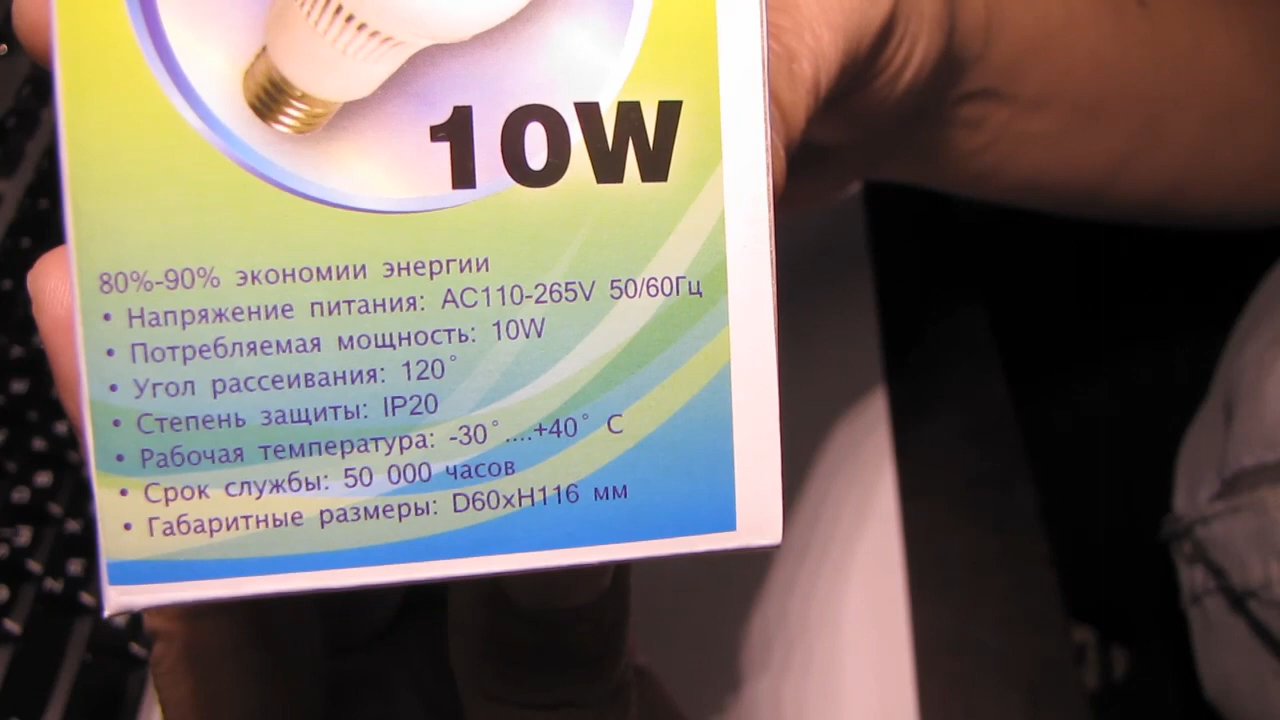 10W
80%-90% экономии энергии
• Напряжение питания: AC110-265V 50/60Гц
• Потребляемая мощность: 10W
• Угол рассеивания: 120°
• Степень защиты: IP20
• Рабочая температура: -30°....+40° C
• Срок службы: 50 000 часов
• Габаритные размеры: D60xH116 мм